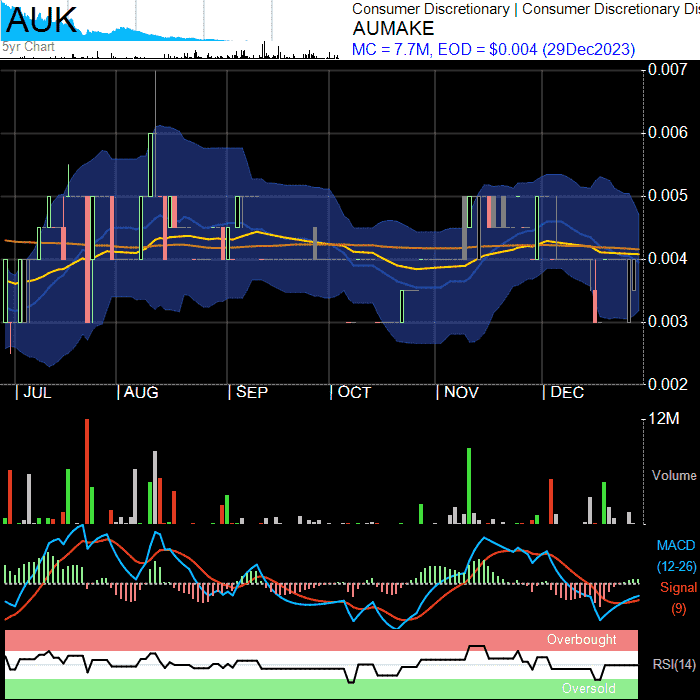 AUK
5yr Chart
Consumer Discretionary | Consumer Discretionary Dis
AUMAKE
MC = 7.7M, EOD = $0.004 (29Dec2023)
0.007
0.006
0.005
0.004
0.003
0.002
| JUL | AUG | SEP | OCT | NOV | DEC
12M
Volume
MACD
(12-26)
Signal
(9)
Overbought
RSI(14)
Oversold